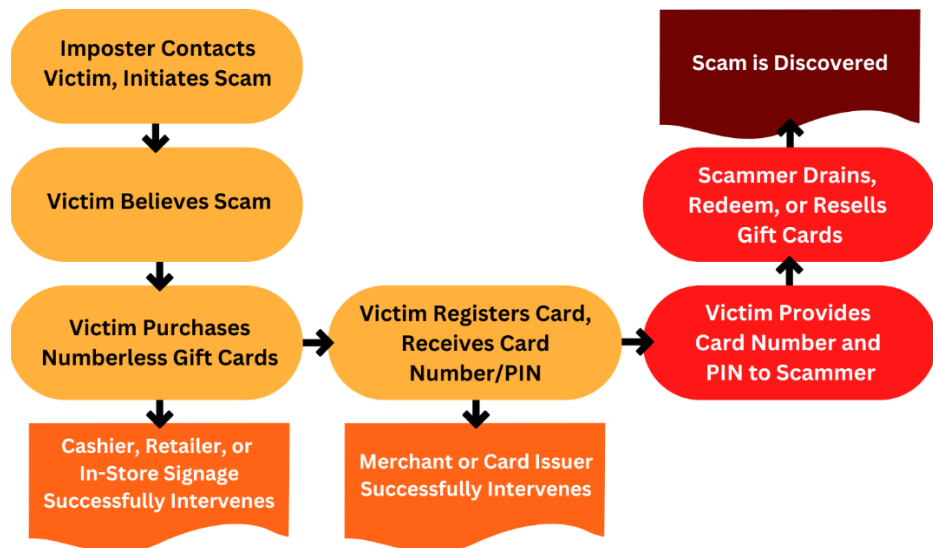 Imposter Contacts
Victim, Initiates Scam
Victim Believes Scam
Victim Purchases
Numberless Gift Cards
Cashier, Retailer, or
In-Store Signage
Successfully Intervenes
Victim Registers Card,
Receives Card
Number/PIN
Merchant or Card Issuer
Successfully Intervenes
Victim Provides
Card Number and
PIN to Scammer
Scammer Drains,
Redeem, or Resells
Gift Cards
Scam is Discovered